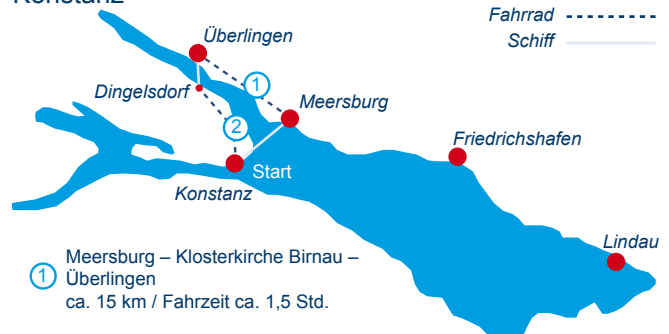 Konstanz
Fahrrad
Schiff
Überlingen
1
Dingelsdorf
Meersburg
2
Friedrichshafen
Start
Konstanz
Lindau
1 Meersburg – Klosterkirche Birnau –
Überlingen
ca. 15 km / Fahrzeit ca. 1,5 Std.